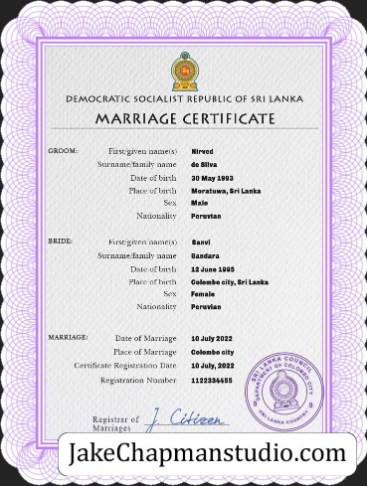 DEMOCRATIC SOCIALIST REPUBLIC OF SRI LANKA
MARRIAGE CERTIFICATE
GROOM: First/given name(s) Nirved
Surname/family name de Silva
Date of birth 30 May 1993
Place of birth Moratuwa, Sri Lanka
Sex Male
Nationality Peruvian
BRIDE: First/given name(s) Sanvi
Surname/family name Bandara
Date of birth 12 June 1995
Place of birth Colombo city, Sri Lanka
Sex Female
Nationality Peruvian
MARRIAGE: Date of Marriage 10 July 2022
Place of Marriage Colombo city
Certificate Registration Date 10 July, 2022
Registration Number 1122334455
SRI LANKA COUNCIL
DEPARTMENT OF COLOMBO CITY
SRI LANKA COUNTRY
Registrar of Marriages J. Citizen
JakeChapmanstudio.com